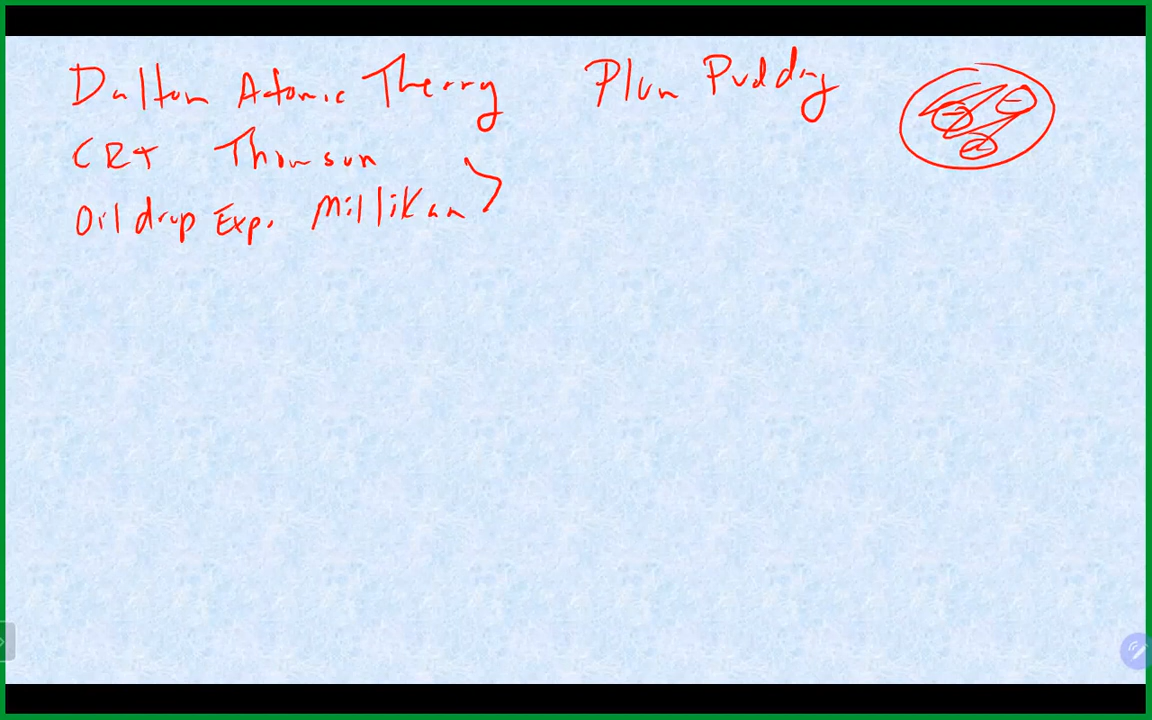 Dalton Atomic Theory
CRT Thomson
Oil drop Exp. Millikan
Plum Pudding